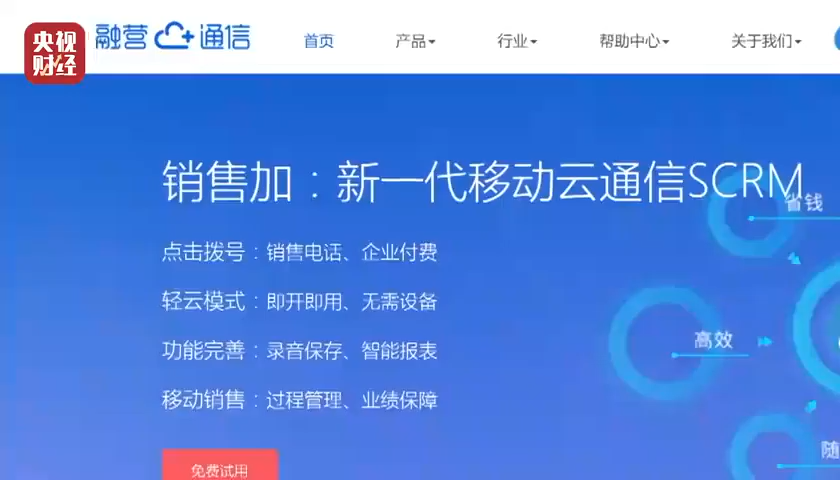 央视
财经
融营通信
首页
产品
行业
帮助中心
关于我们
销售加：新一代移动云通信SCRM
省钱
点击拨号：销售电话、企业付费
轻云模式：即开即用、无需设备
高效
功能完善：录音保存、智能报表
移动销售：过程管理、业绩保障
随
免费试用